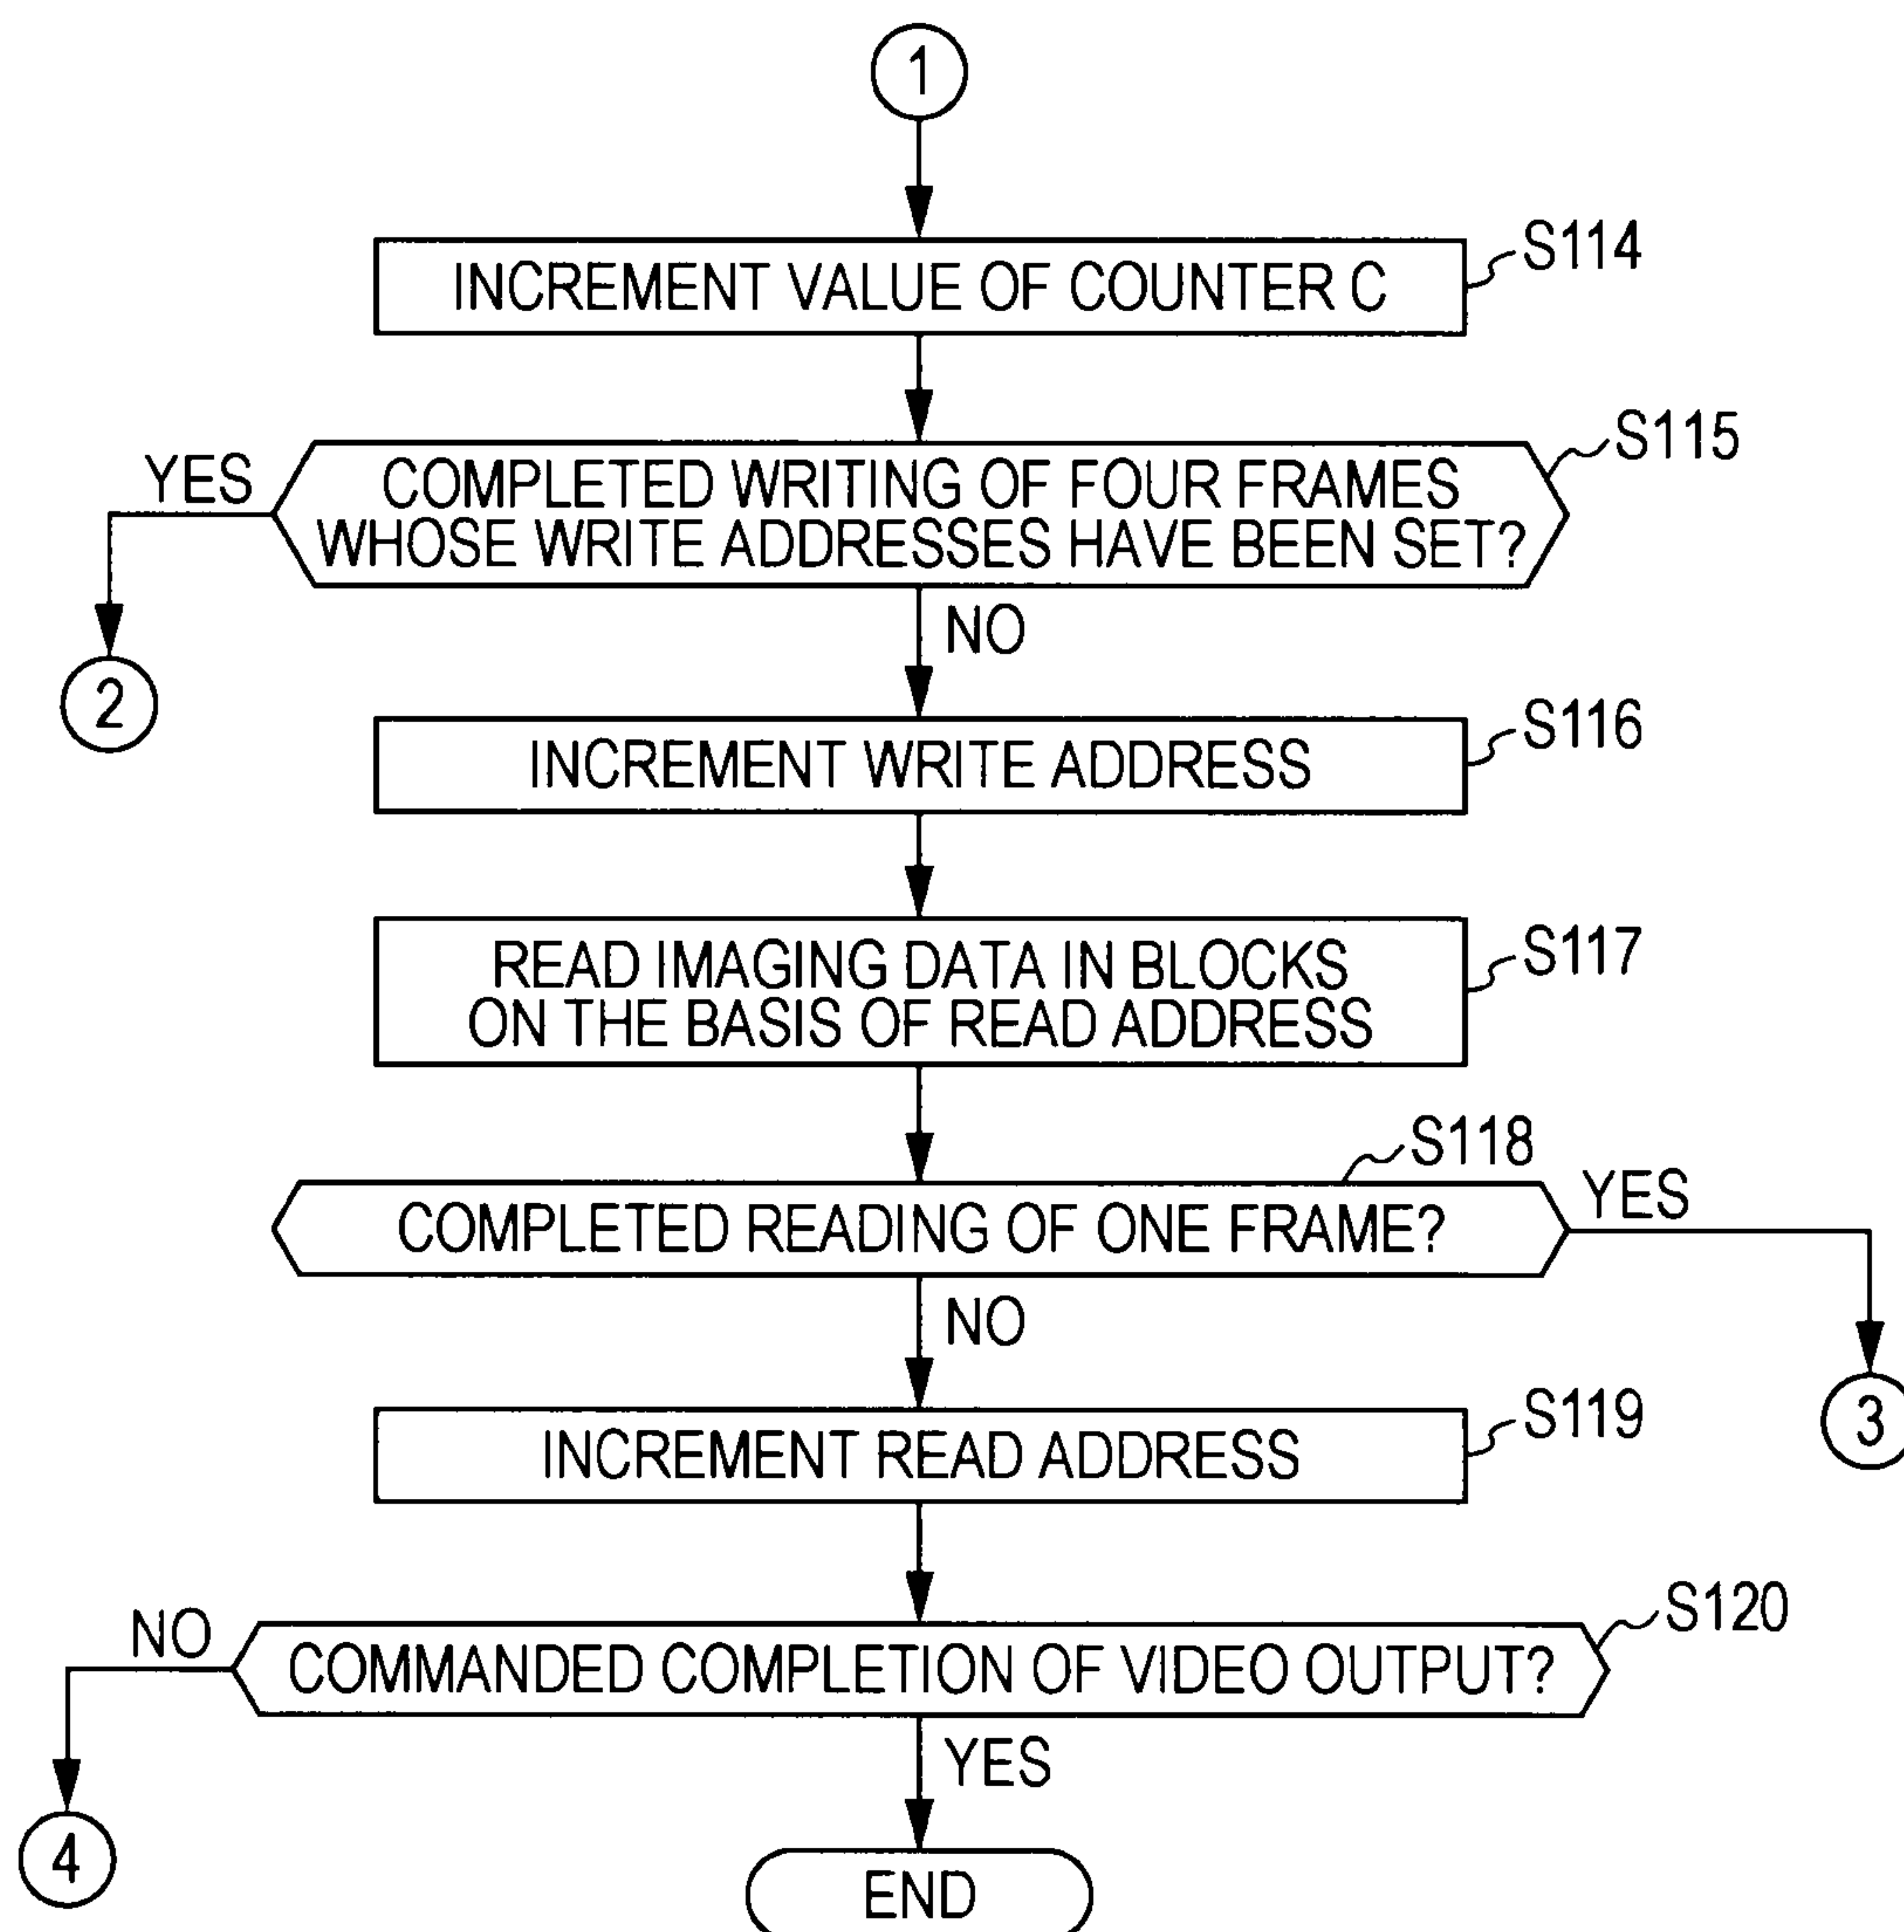 1
INCREMENT VALUE OF COUNTER C
S114
COMPLETED WRITING OF FOUR FRAMES
WHOSE WRITE ADDRESSES HAVE BEEN SET?
S115
YES
2
NO
INCREMENT WRITE ADDRESS
S116
READ IMAGING DATA IN BLOCKS
ON THE BASIS OF READ ADDRESS
S117
COMPLETED READING OF ONE FRAME?
S118
YES
3
NO
INCREMENT READ ADDRESS
S119
COMMANDED COMPLETION OF VIDEO OUTPUT?
S120
NO
4
YES
END